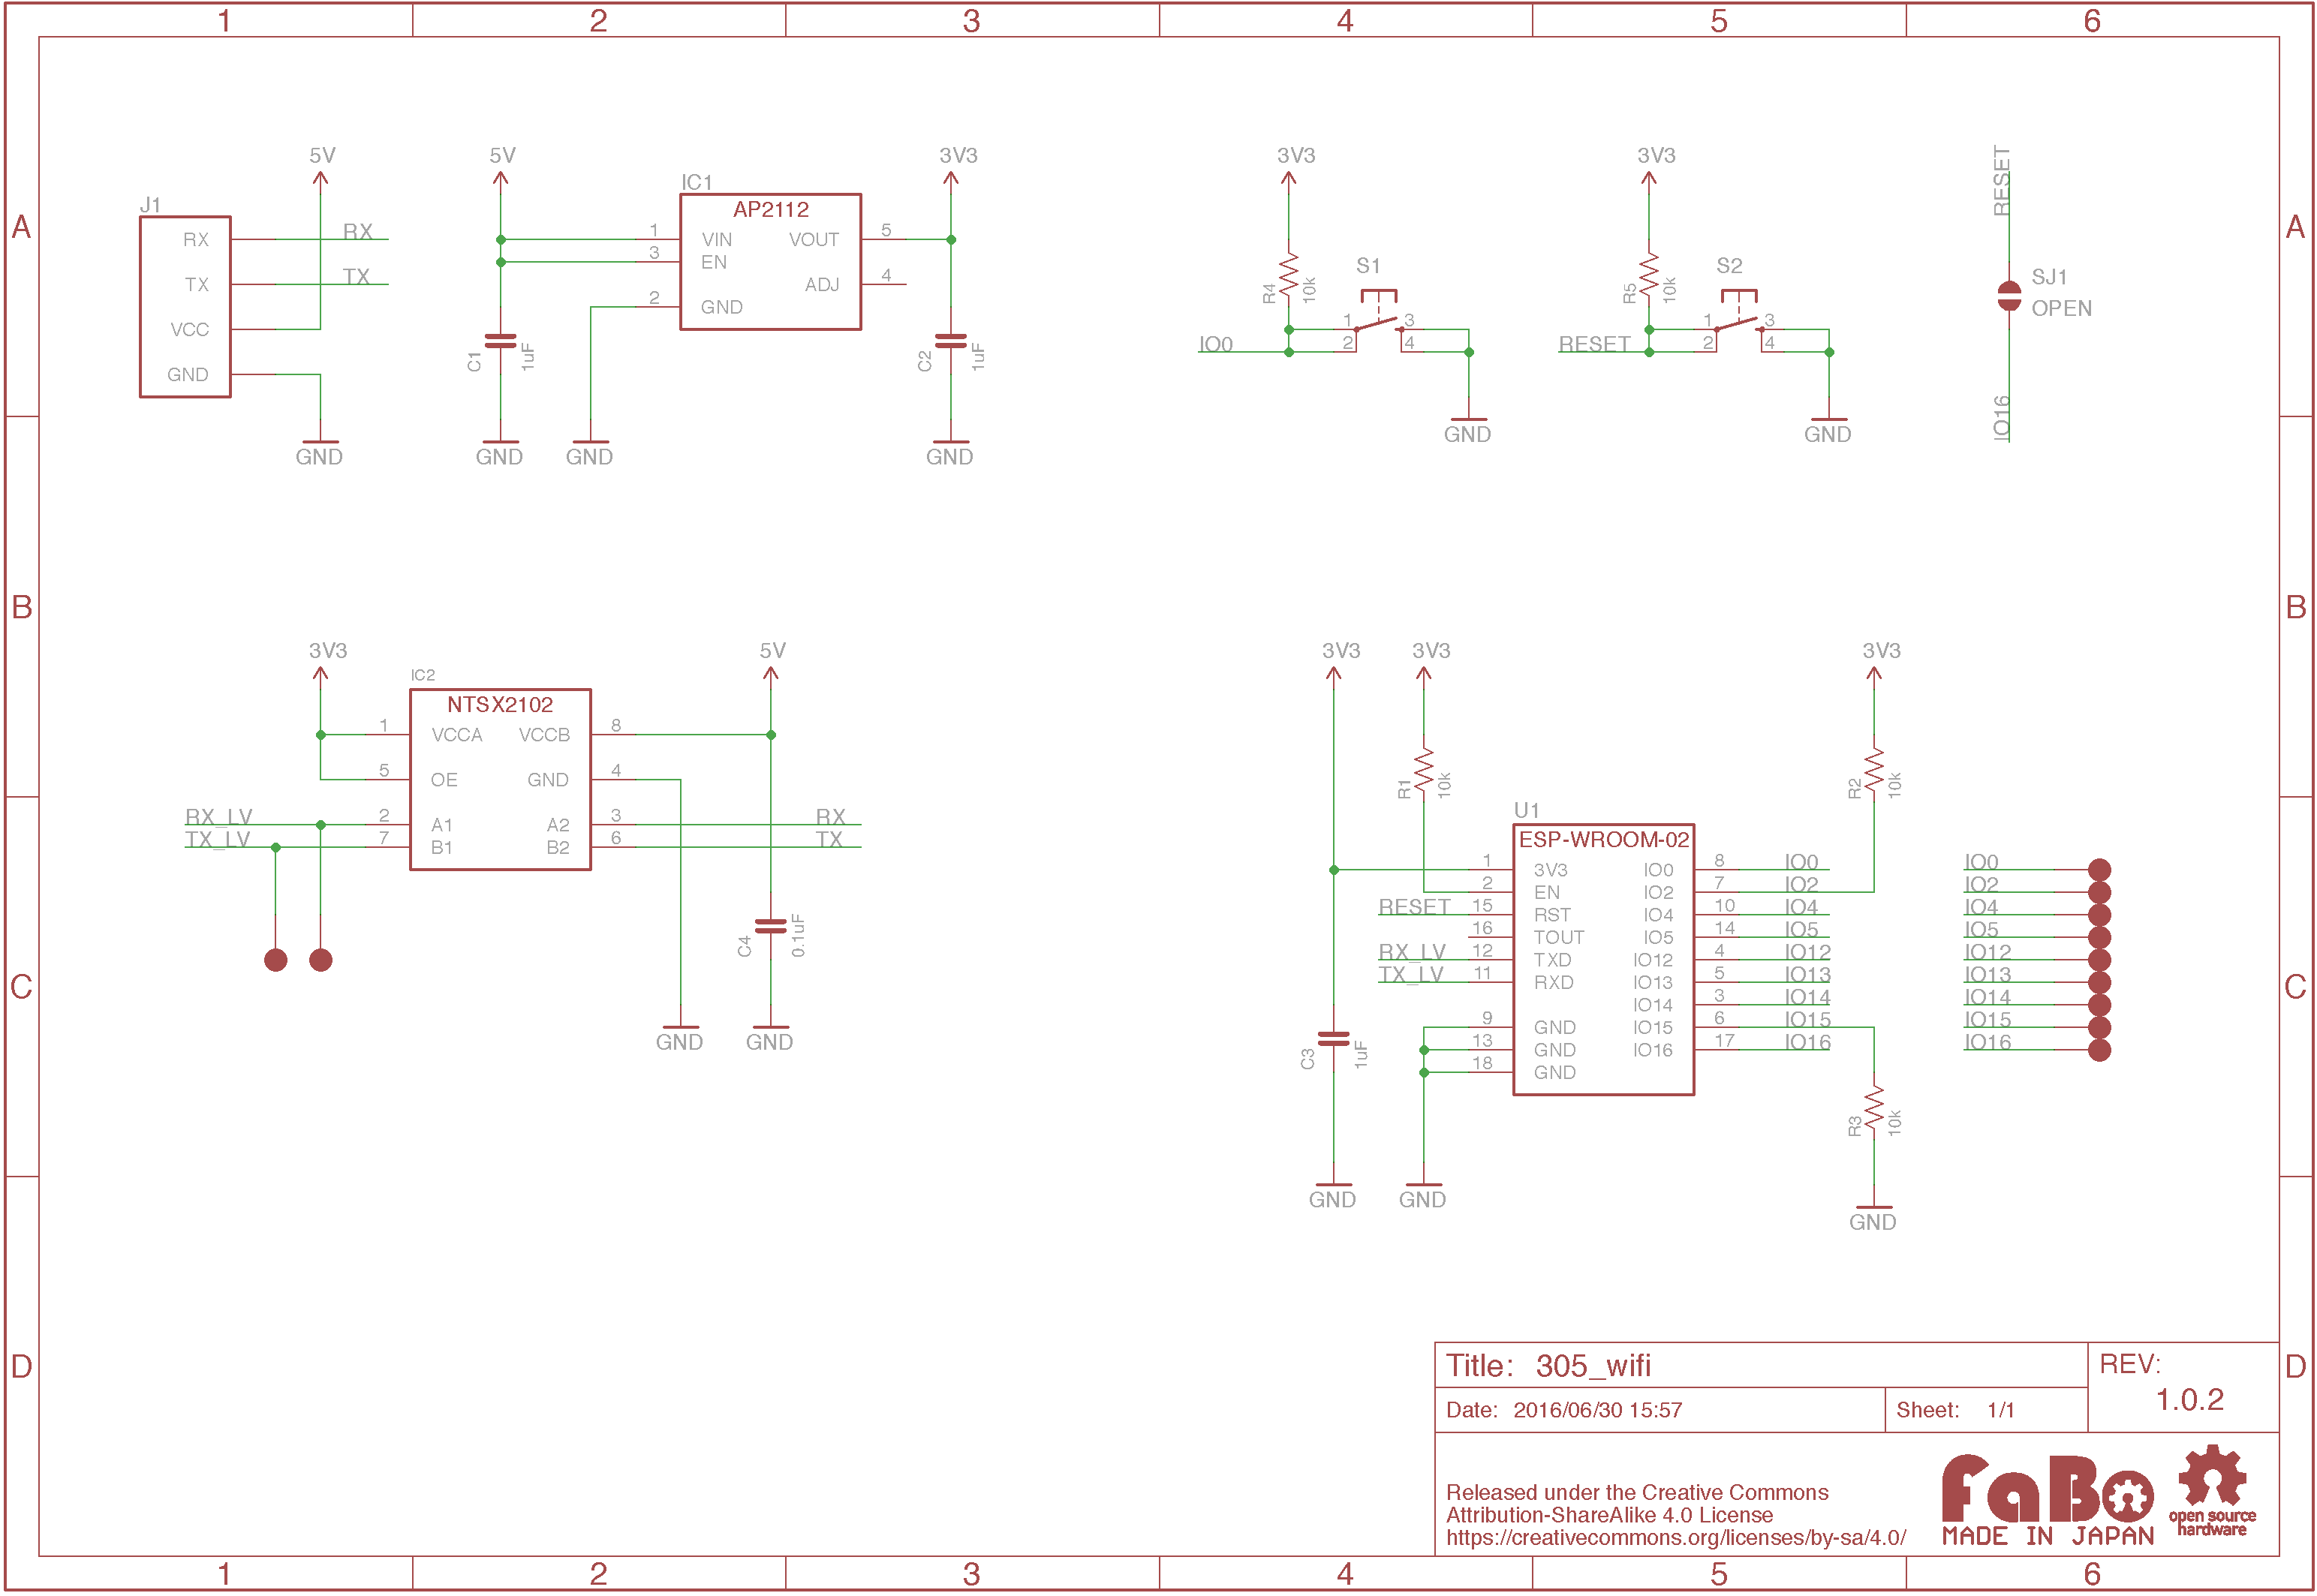 1 2 3 4 5 6
A A
B B
C C
D D
J1
RX
TX
VCC
GND
5V
RX
TX
GND
5V
C1
1uF
GND
GND
IC1
AP2112
1 VIN VOUT 5
3 EN
ADJ 4
2 GND
3V3
C2
1uF
GND
3V3
R4
10k
S1
1 3
2 4
IO0
GND
3V3
R5
10k
S2
1 3
2 4
RESET
GND
RESET
SJ1
OPEN
IO16
3V3
IC2
NTSX2102
1 VCCA VCCB 8
5 OE GND 4
RX_LV 2 A1 A2 3 RX
TX_LV 7 B1 B2 6 TX
5V
C4
0.1uF
GND
GND
3V3
3V3
3V3
R1
10k
R2
10k
U1
ESP-WROOM-02
1 3V3 IO0 8 IO0
2 EN IO2 7 IO2
RESET 15 RST IO4 10 IO4
16 TOUT IO5 14 IO5
RX_LV 12 TXD IO12 4 IO12
TX_LV 11 RXD IO13 5 IO13
IO14 3 IO14
9 GND IO15 6 IO15
13 GND IO16 17 IO16
18 GND
C3
1uF
R3
10k
GND
GND
GND
IO0
IO2
IO4
IO5
IO12
IO13
IO14
IO15
IO16
Title: 305_wifi
REV:
1.0.2
Date: 2016/06/30 15:57
Sheet: 1/1
Released under the Creative Commons
Attribution-ShareAlike 4.0 License
https://creativecommons.org/licenses/by-sa/4.0/
FaBo
MADE IN JAPAN
open source
hardware
1 2 3 4 5 6